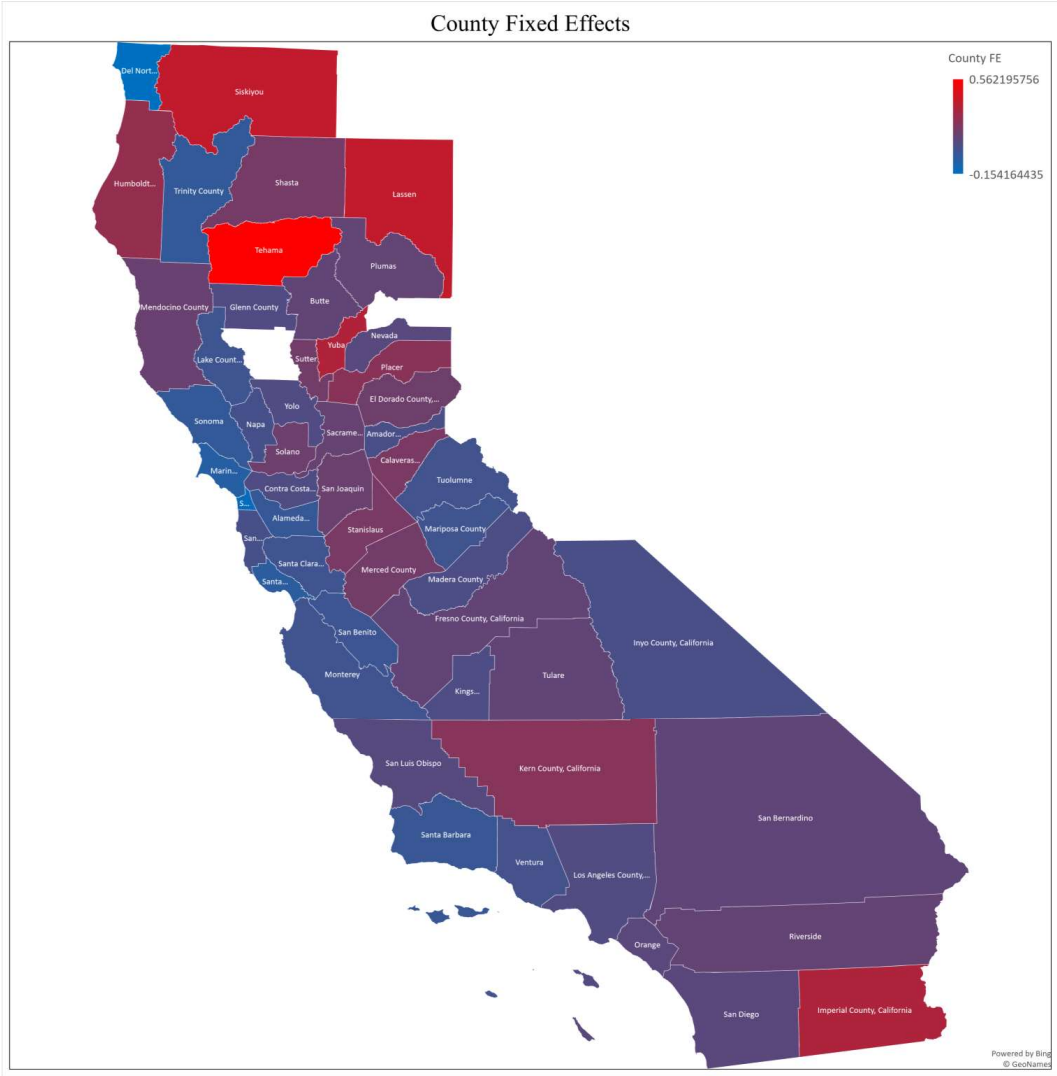 County Fixed Effects
County FE
0.562195756
-0.154164435
Del Nort...
Siskiyou
Humboldt...
Trinity County
Shasta
Lassen
Tehama
Plumas
Mendocino County
Glenn County
Butte
Lake Count...
Sutter
Yuba
Nevada
Placer
El Dorado County,...
Sonoma
Napa
Yolo
Sacrame...
Amador...
Solano
Calaveras...
Marin...
Contra Costa...
San Joaquin
Tuolumne
S...
Alameda...
Stanislaus
Mariposa County
San...
Santa Clara...
Merced County
Madera County
Santa...
Fresno County, California
San Benito
Inyo County, California
Monterey
Kings...
Tulare
San Luis Obispo
Kern County, California
San Bernardino
Santa Barbara
Ventura
Los Angeles County,...
Orange
Riverside
San Diego
Imperial County, California
Powered by Bing
© GeoNames